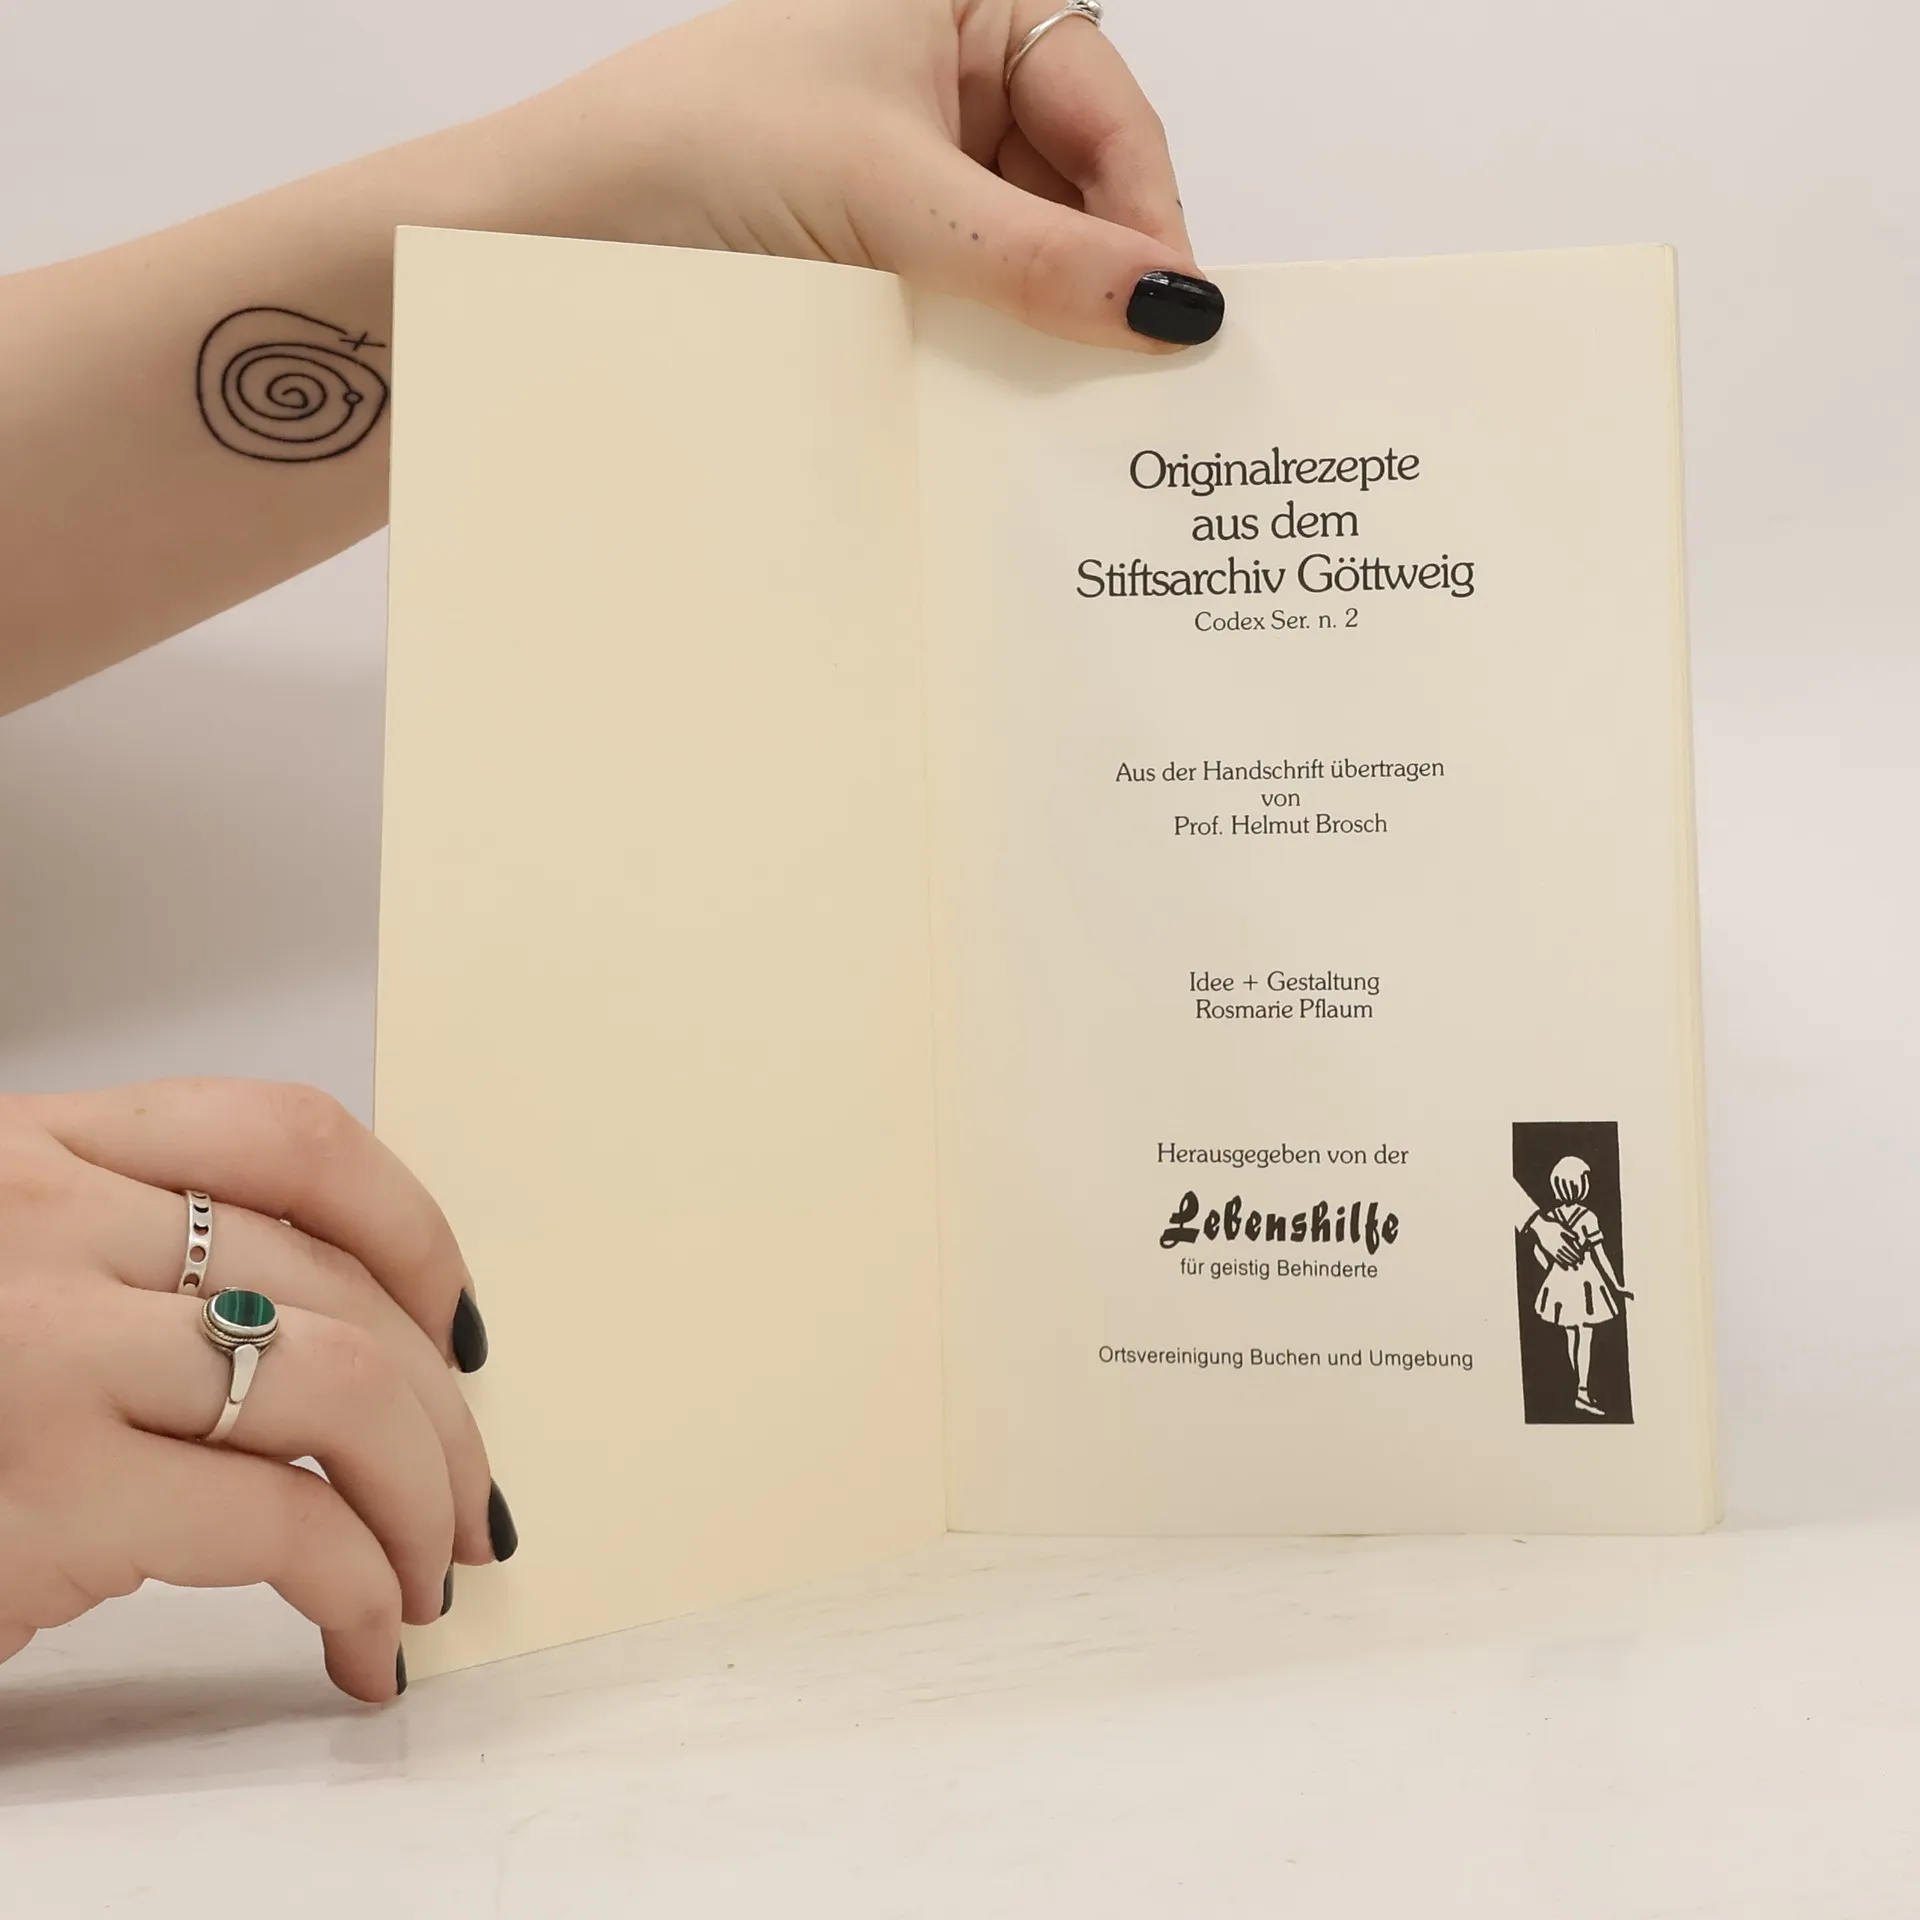 Originalrezepte
aus dem
Stiftsarchiv Göttweig
Codex Ser. n. 2
Aus der Handschrift übertragen
von
Prof. Helmut Brosch
Idee + Gestaltung
Rosmarie Pflaum
Herausgegeben von der
Lebenshilfe
für geistig Behinderte
Ortsvereinigung Buchen und Umgebung